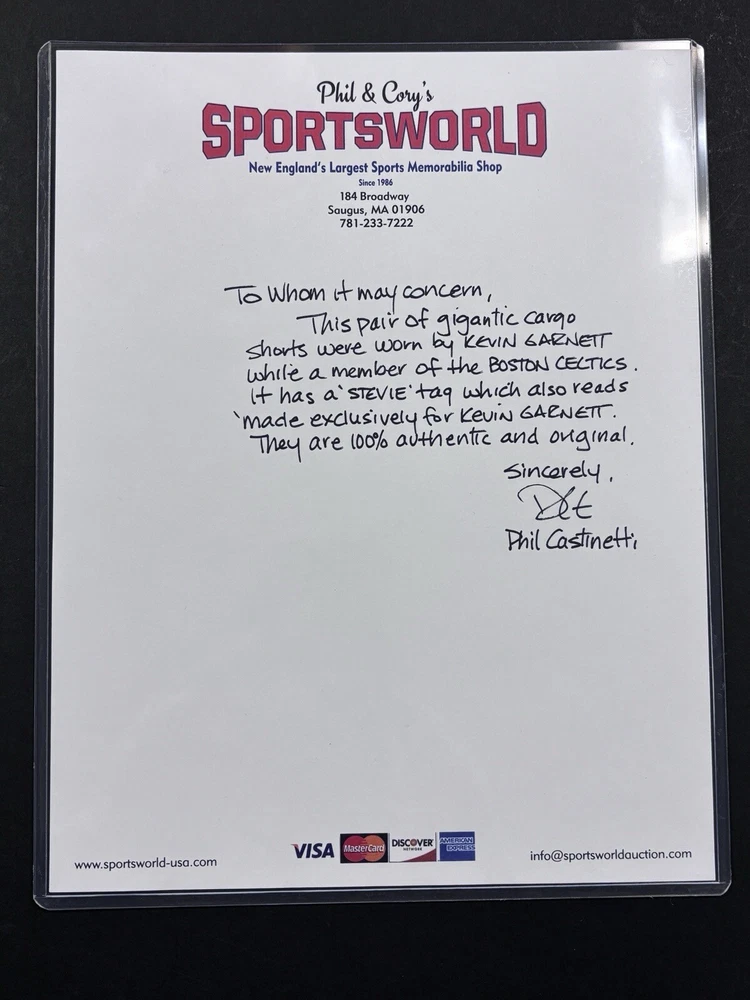 Phil & Cory's
SPORTSWORLD
New England's Largest Sports Memorabilia Shop
Since 1986
184 Broadway
Saugus, MA 01906
781-233-7222
To Whom it may concern,
This pair of gigantic cargo
shorts were worn by KEVIN GARNETT
while a member of the BOSTON CELTICS.
It has a 'STEVIE' tag which also reads
'made exclusively for KEVIN GARNETT.
They are 100% authentic and original.
Sincerely,
Phil Castinetti
VISA MasterCard DISCOVER NETWORK AMERICAN EXPRESS
www.sportsworld-usa.com
info@sportsworldauction.com